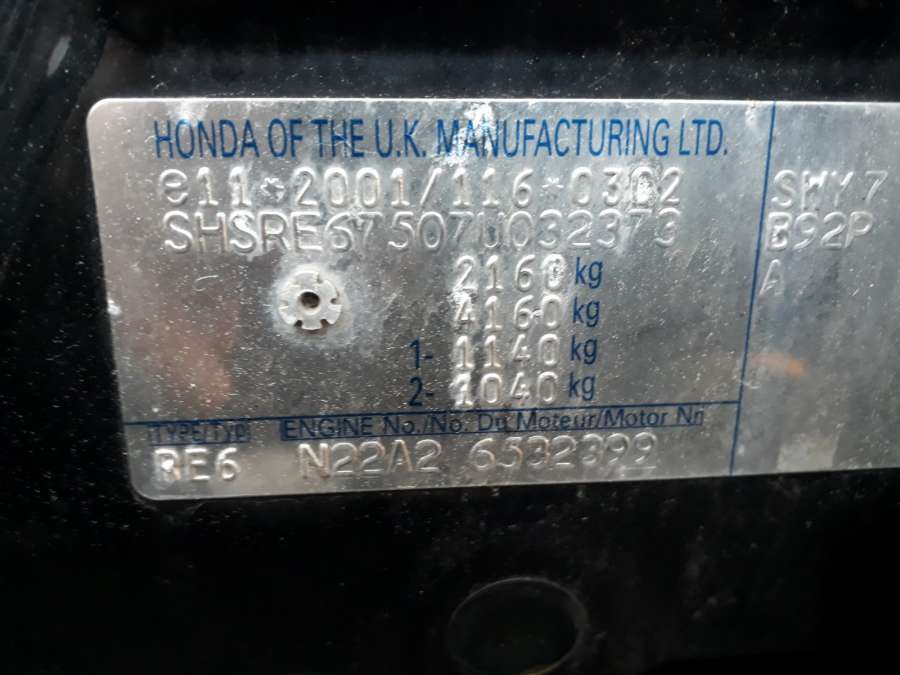 HONDA OF THE U.K. MANUFACTURING LTD.
e11*2001/116*0302
SHSRE67507U032373
2160 kg
4160 kg
1- 1140 kg
2- 1040 kg
TYPE/TYP ENGINE No./No. Du Moteur/Motor Nn
RE6 N22A2 6532399
SWY7
B92P
A